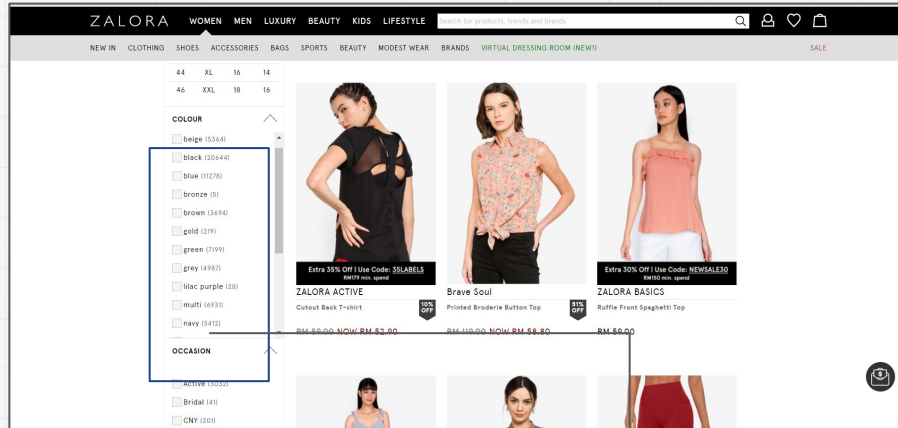 ZALORA WOMEN MEN LUXURY BEAUTY KIDS LIFESTYLE Search for products, trends and brands
NEW IN CLOTHING SHOES ACCESSORIES BAGS SPORTS BEAUTY MODEST WEAR BRANDS VIRTUAL DRESSING ROOM (NEW!) SALE
44 XL 16 14
46 XXL 18 16
COLOUR
beige (5364)
black (20644)
blue (11278)
bronze (5)
brown (3694)
gold (219)
green (7199)
grey (4987)
lilac purple (28)
multi (6931)
navy (3412)
OCCASION
Active (3032)
Bridal (41)
CNY (201)
Extra 35% Off | Use Code: 35LABELS
RM179 min. spend
ZALORA ACTIVE
Cutout Back T-shirt
10% OFF
RM 59.00 NOW RM 52.90
Brave Soul
Printed Broderie Button Top
51% OFF
RM 119.00 NOW RM 58.80
Extra 30% Off | Use Code: NEWSALE30
RM150 min. spend
ZALORA BASICS
Ruffle Front Spaghetti Top
RM 59.00